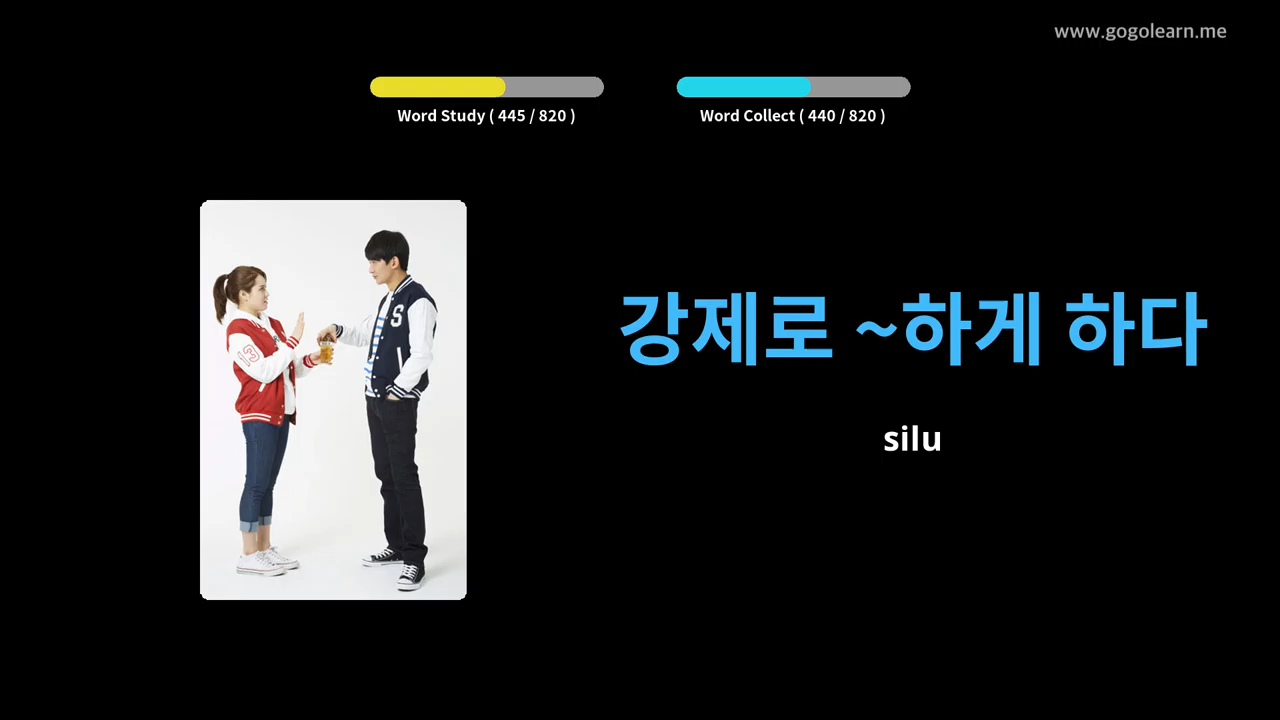 www.gogolearn.me
Word Study ( 445 / 820 )
Word Collect ( 440 / 820 )
강제로 ~하게 하다
silu
S
13